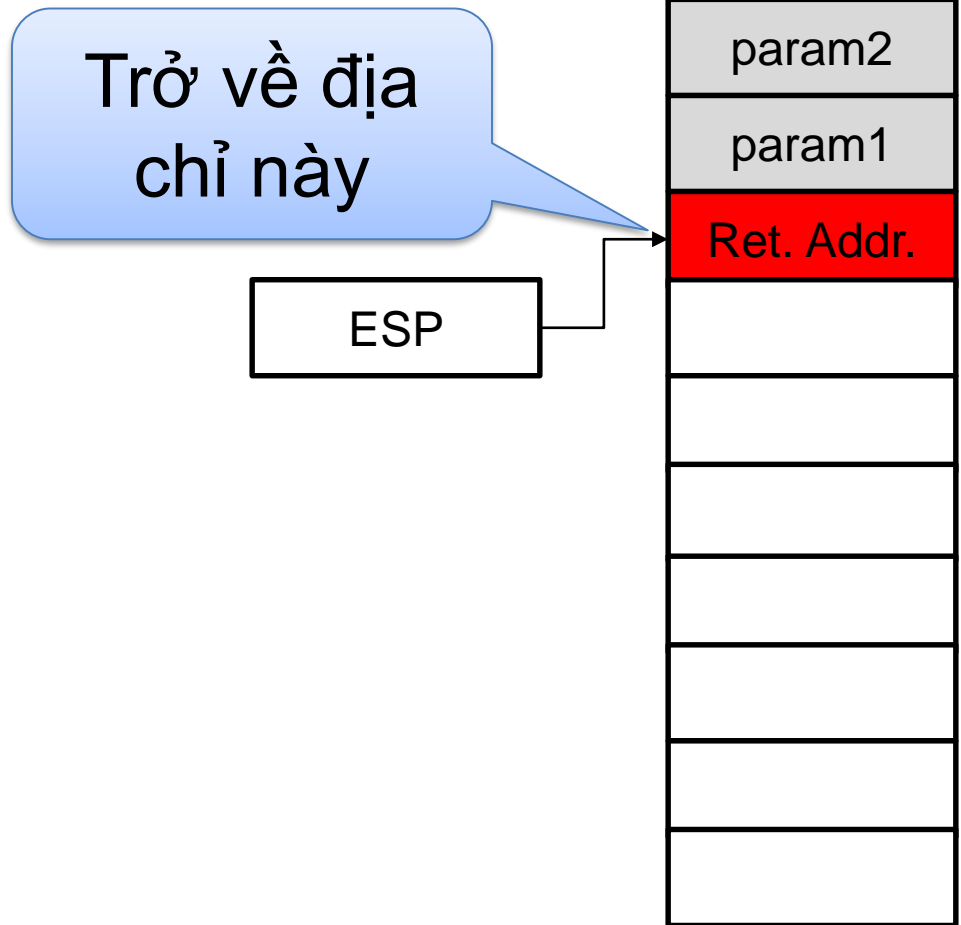 Trở về địa
chỉ này
param2
param1
Ret. Addr.
ESP